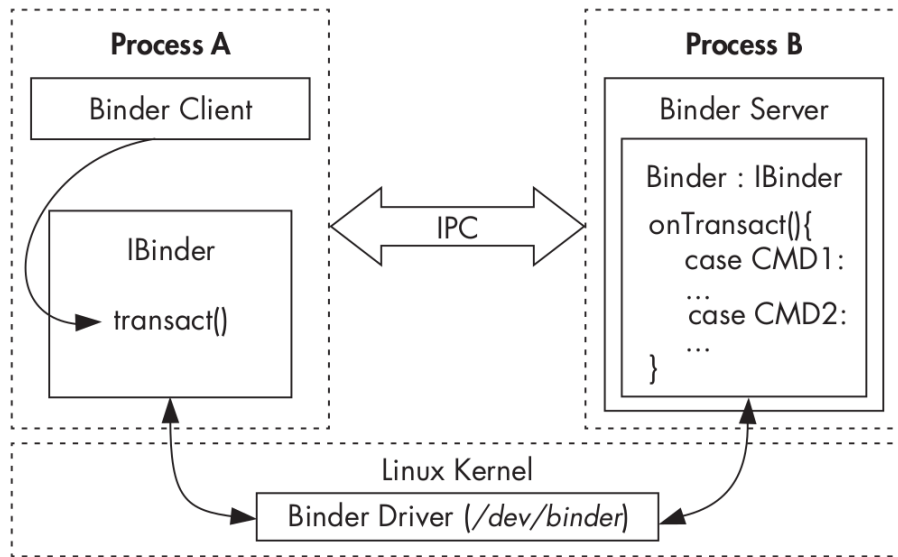 Process A
Binder Client
IBinder
transact()
IPC
Process B
Binder Server
Binder : IBinder
onTransact(){
case CMD1:
...
case CMD2:
...
}
Linux Kernel
Binder Driver (/dev/binder)